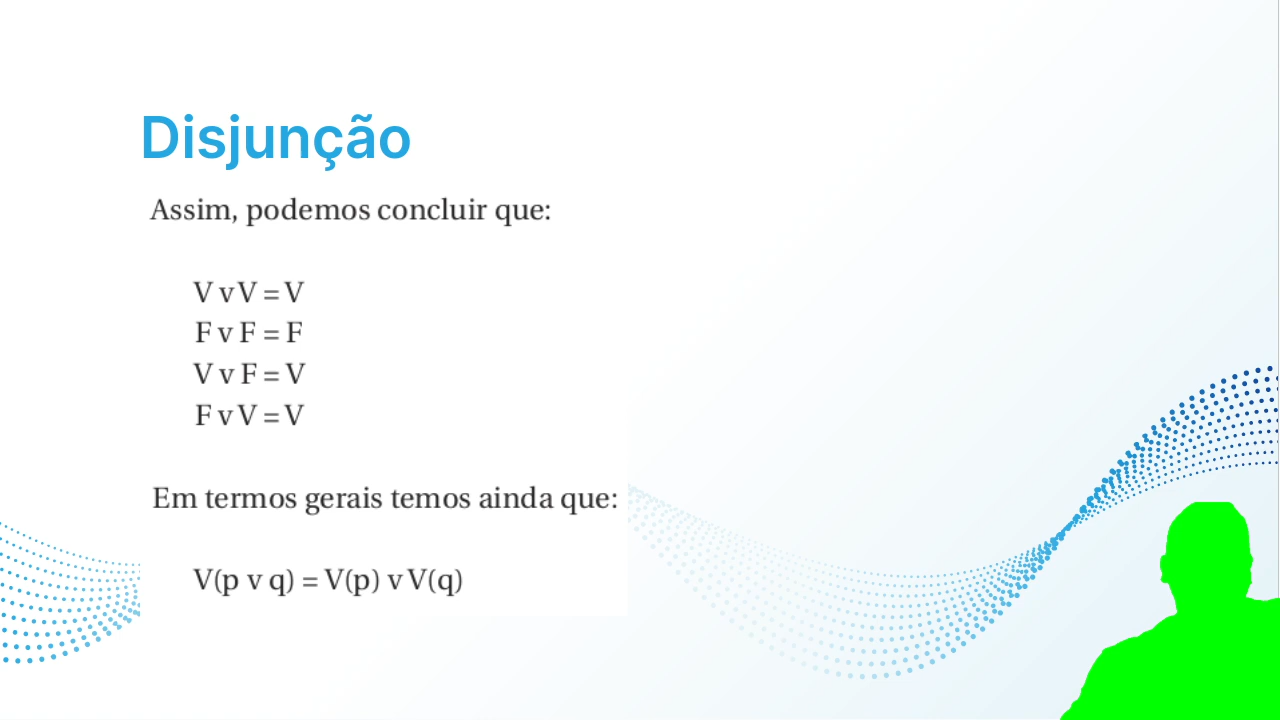 Disjunção
Assim, podemos concluir que:
V v V = V
F v F = F
V v F = V
F v V = V
Em termos gerais temos ainda que:
V(p v q) = V(p) v V(q)